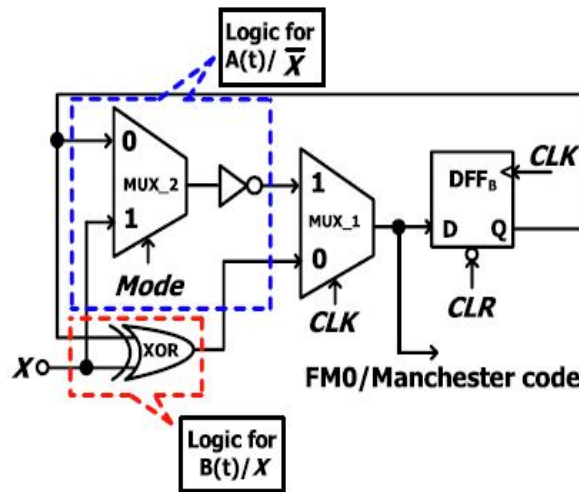 Logic for
A(t)/ X̅
0
MUX_2
1
Mode
1
MUX_1
0
CLK
CLK
DFF_B
D Q
CLR
X
XOR
FM0/Manchester code
Logic for
B(t)/X